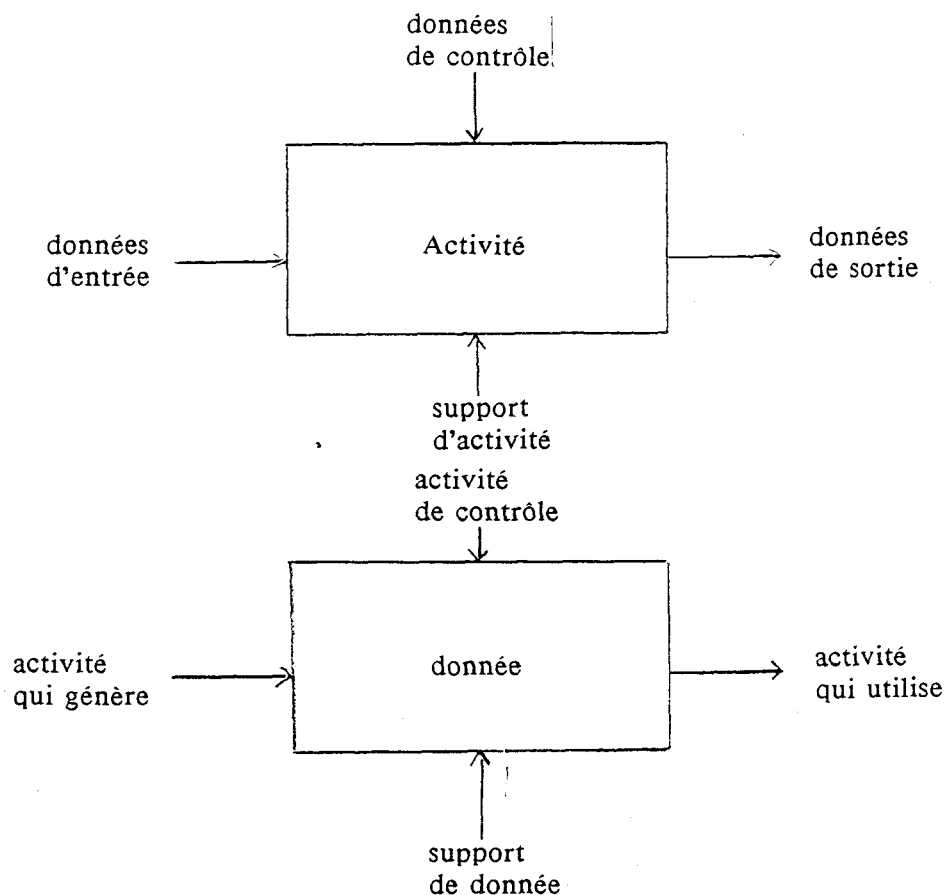 données
de contrôle
Activité
données
d'entrée
données
de sortie
support
d'activité
activité
de contrôle
activité
qui génère
donnée
activité
qui utilise
support
de donnée